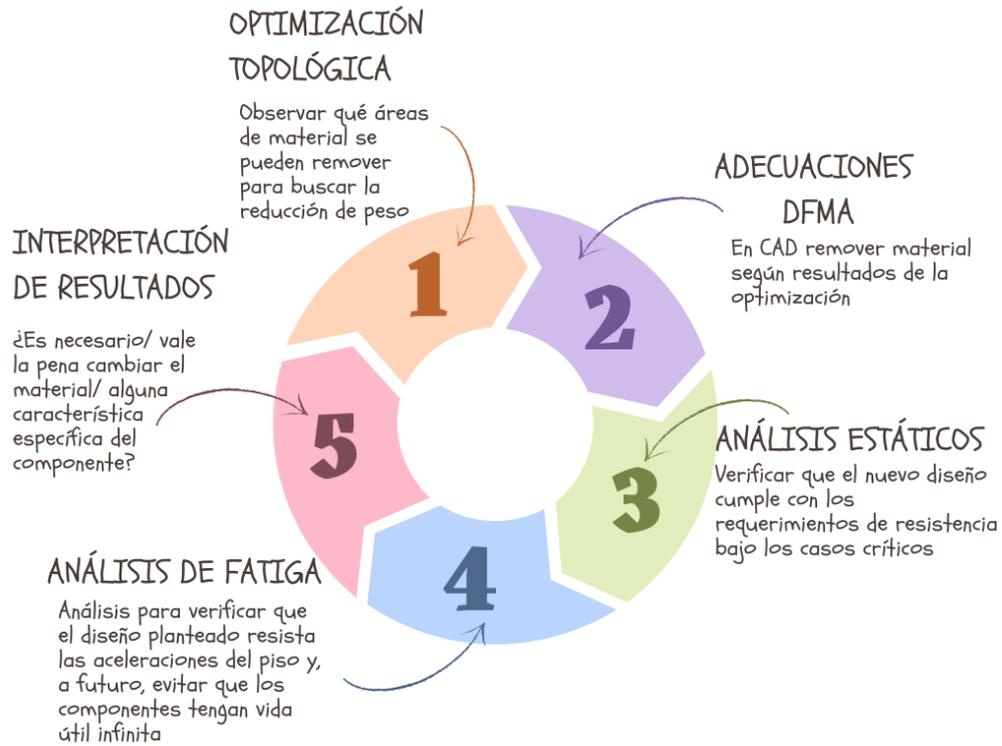 OPTIMIZACIÓN
TOPOLÓGICA
Observar qué áreas
de material se
pueden remover
para buscar la
reducción de peso
1
ADECUACIONES
DFMA
En CAD remover material
según resultados de la
optimización
2
ANÁLISIS ESTÁTICOS
Verificar que el nuevo diseño
cumple con los
requerimientos de resistencia
bajo los casos críticos
3
ANÁLISIS DE FATIGA
Análisis para verificar que
el diseño planteado resista
las aceleraciones del piso y,
a futuro, evitar que los
componentes tengan vida
útil infinita
4
INTERPRETACIÓN
DE RESULTADOS
¿Es necesario/ vale
la pena cambiar el
material/ alguna
característica
específica del
componente?
5